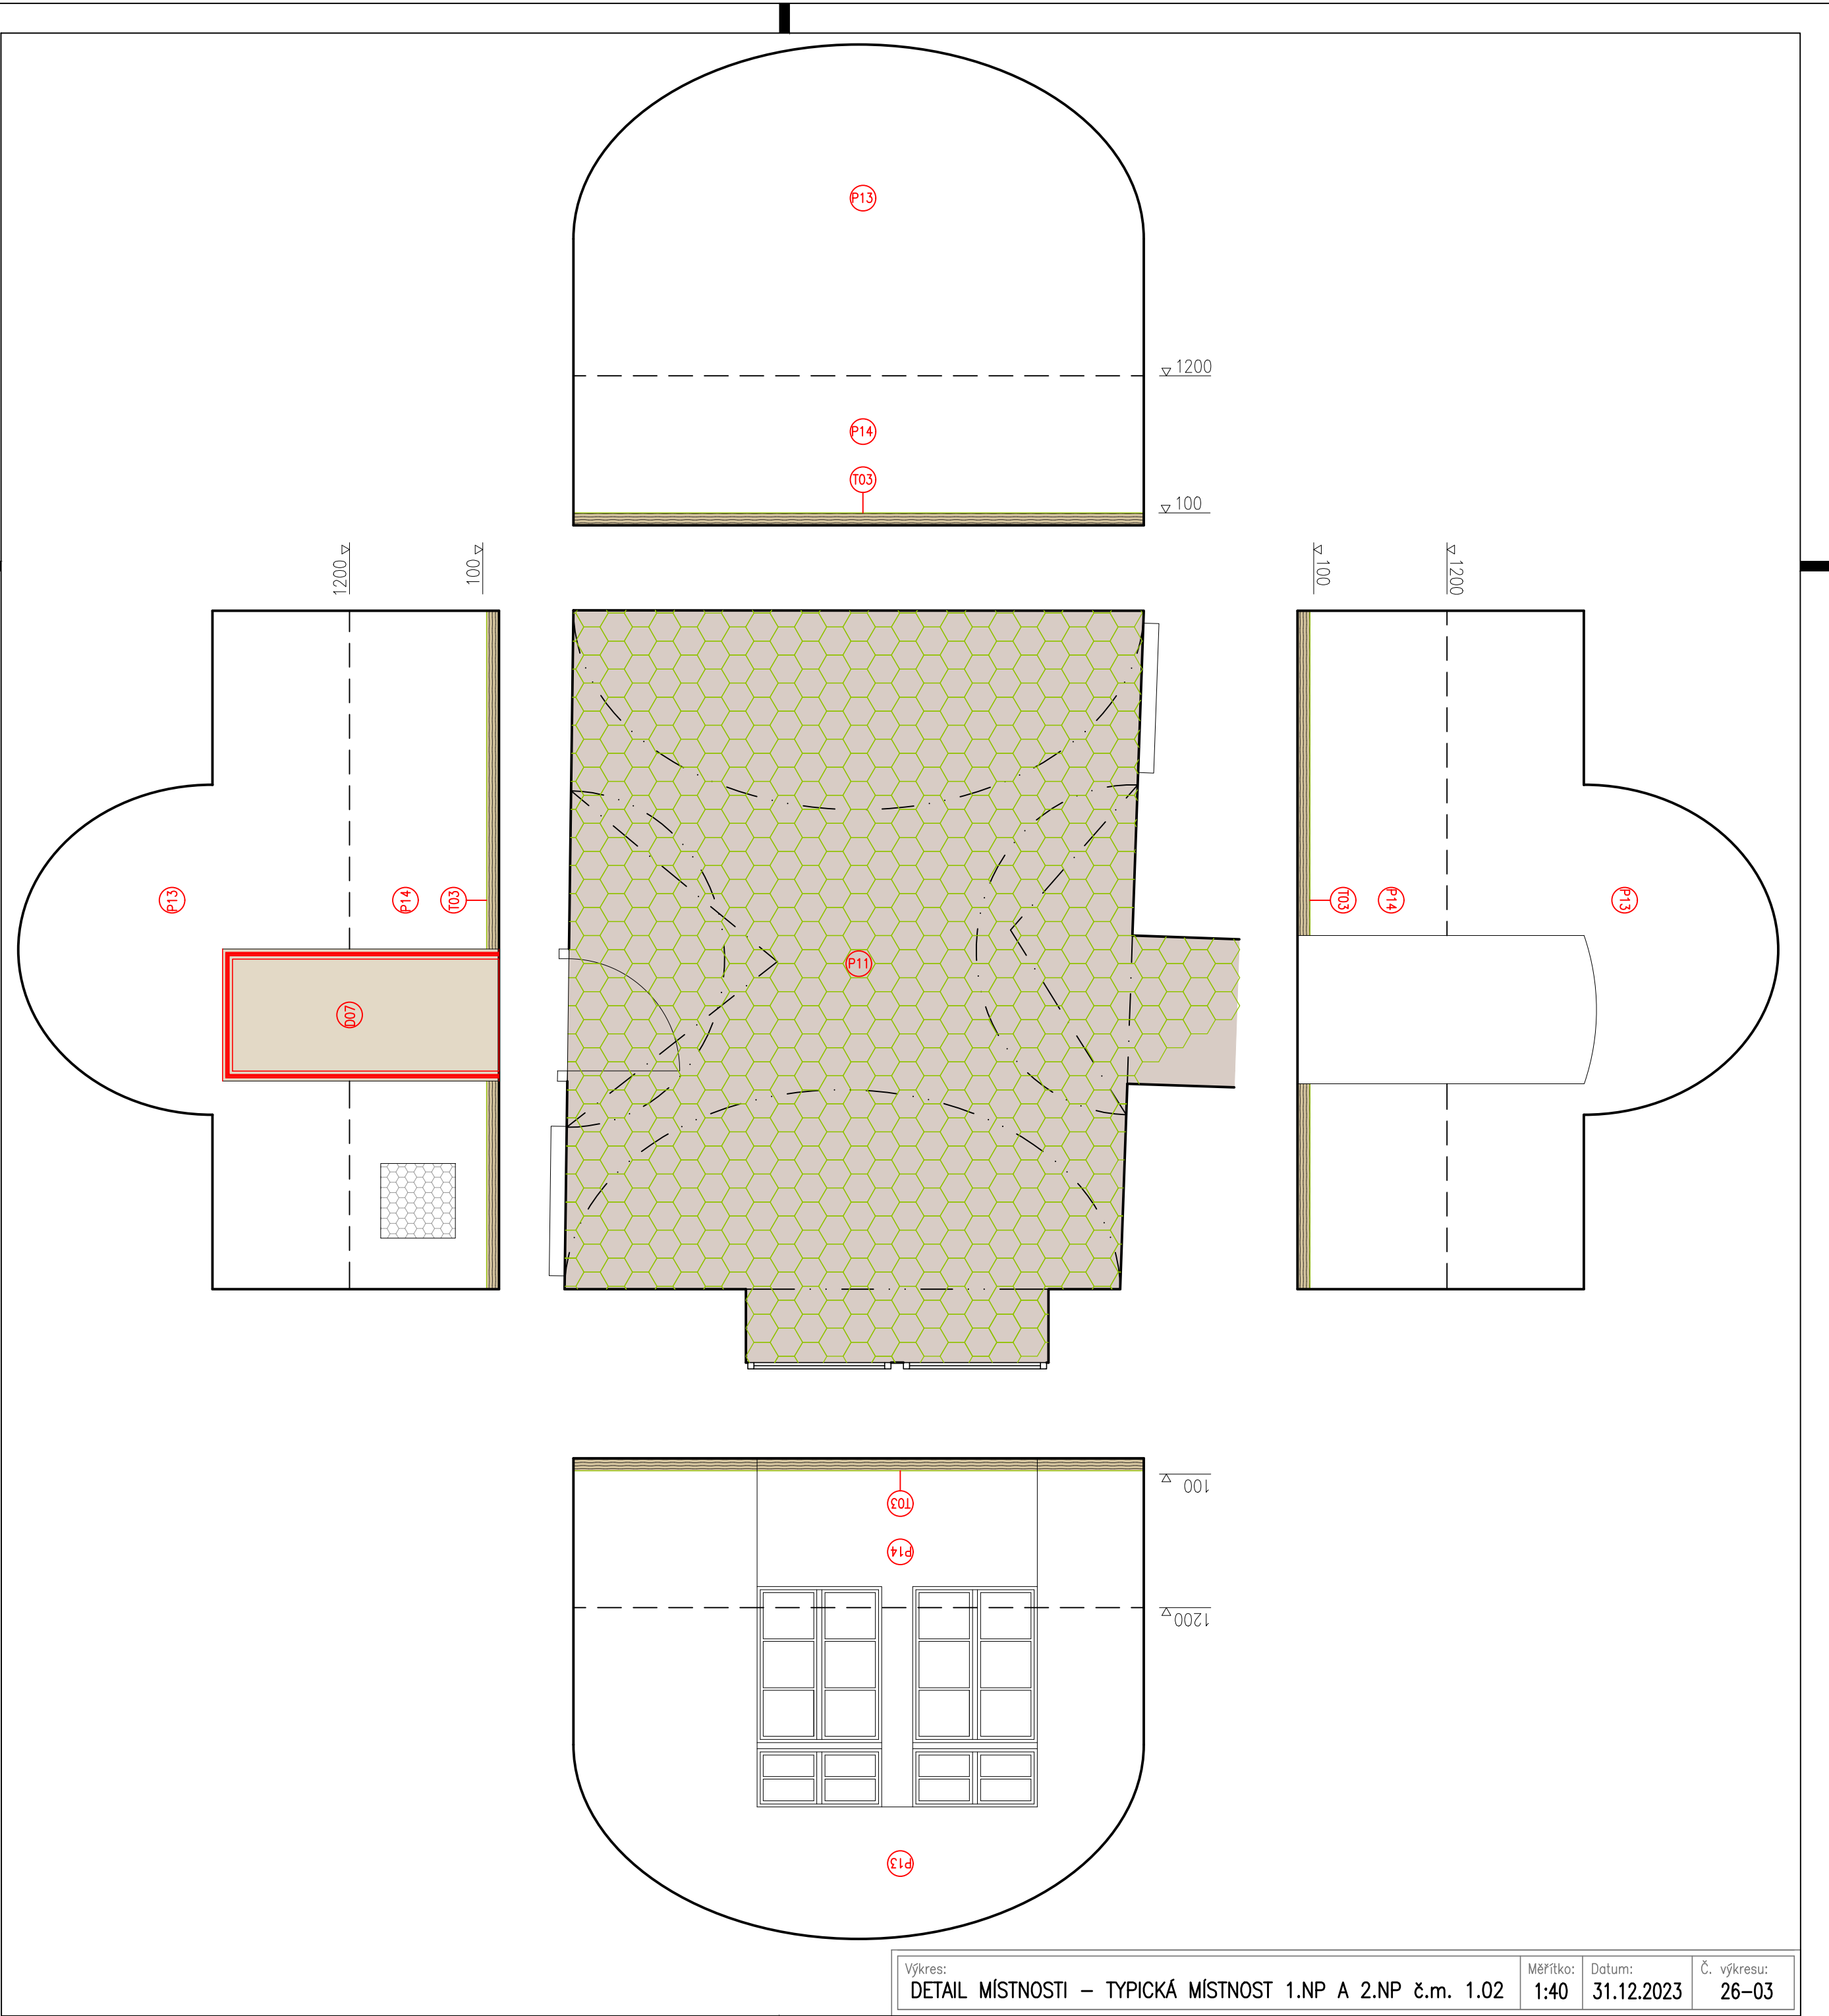 P13
1200
P14
T03
100
1200
100
100
1200
P13
P14
T03
T03
P14
P13
P11
D07
100
T03
P14
1200
P13
Výkres:
DETAIL MÍSTNOSTI – TYPICKÁ MÍSTNOST 1.NP A 2.NP č.m. 1.02
Měřítko:
1:40
Datum:
31.12.2023
Č. výkresu:
26–03